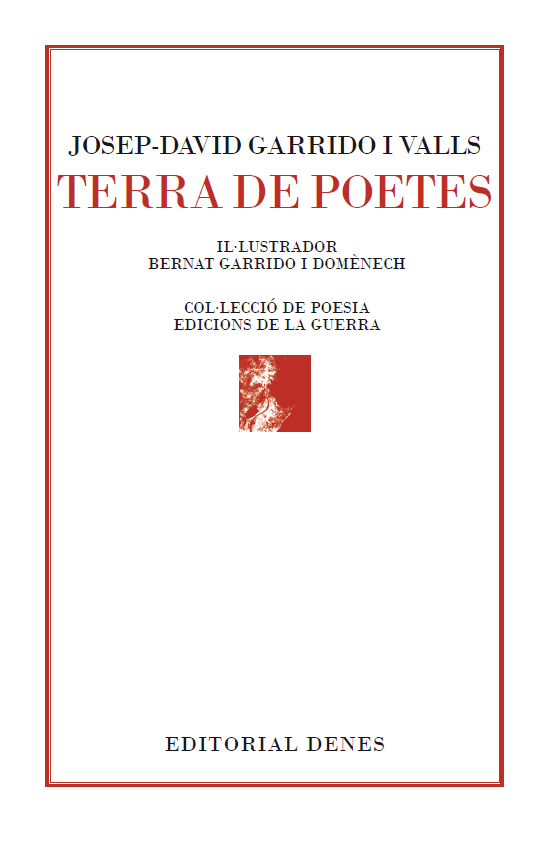 JOSEP-DAVID GARRIDO I VALLS
TERRA DE POETES
IL·LUSTRADOR
BERNAT GARRIDO I DOMÈNECH
COL·LECCIÓ DE POESIA
EDICIONS DE LA GUERRA
EDITORIAL DENES